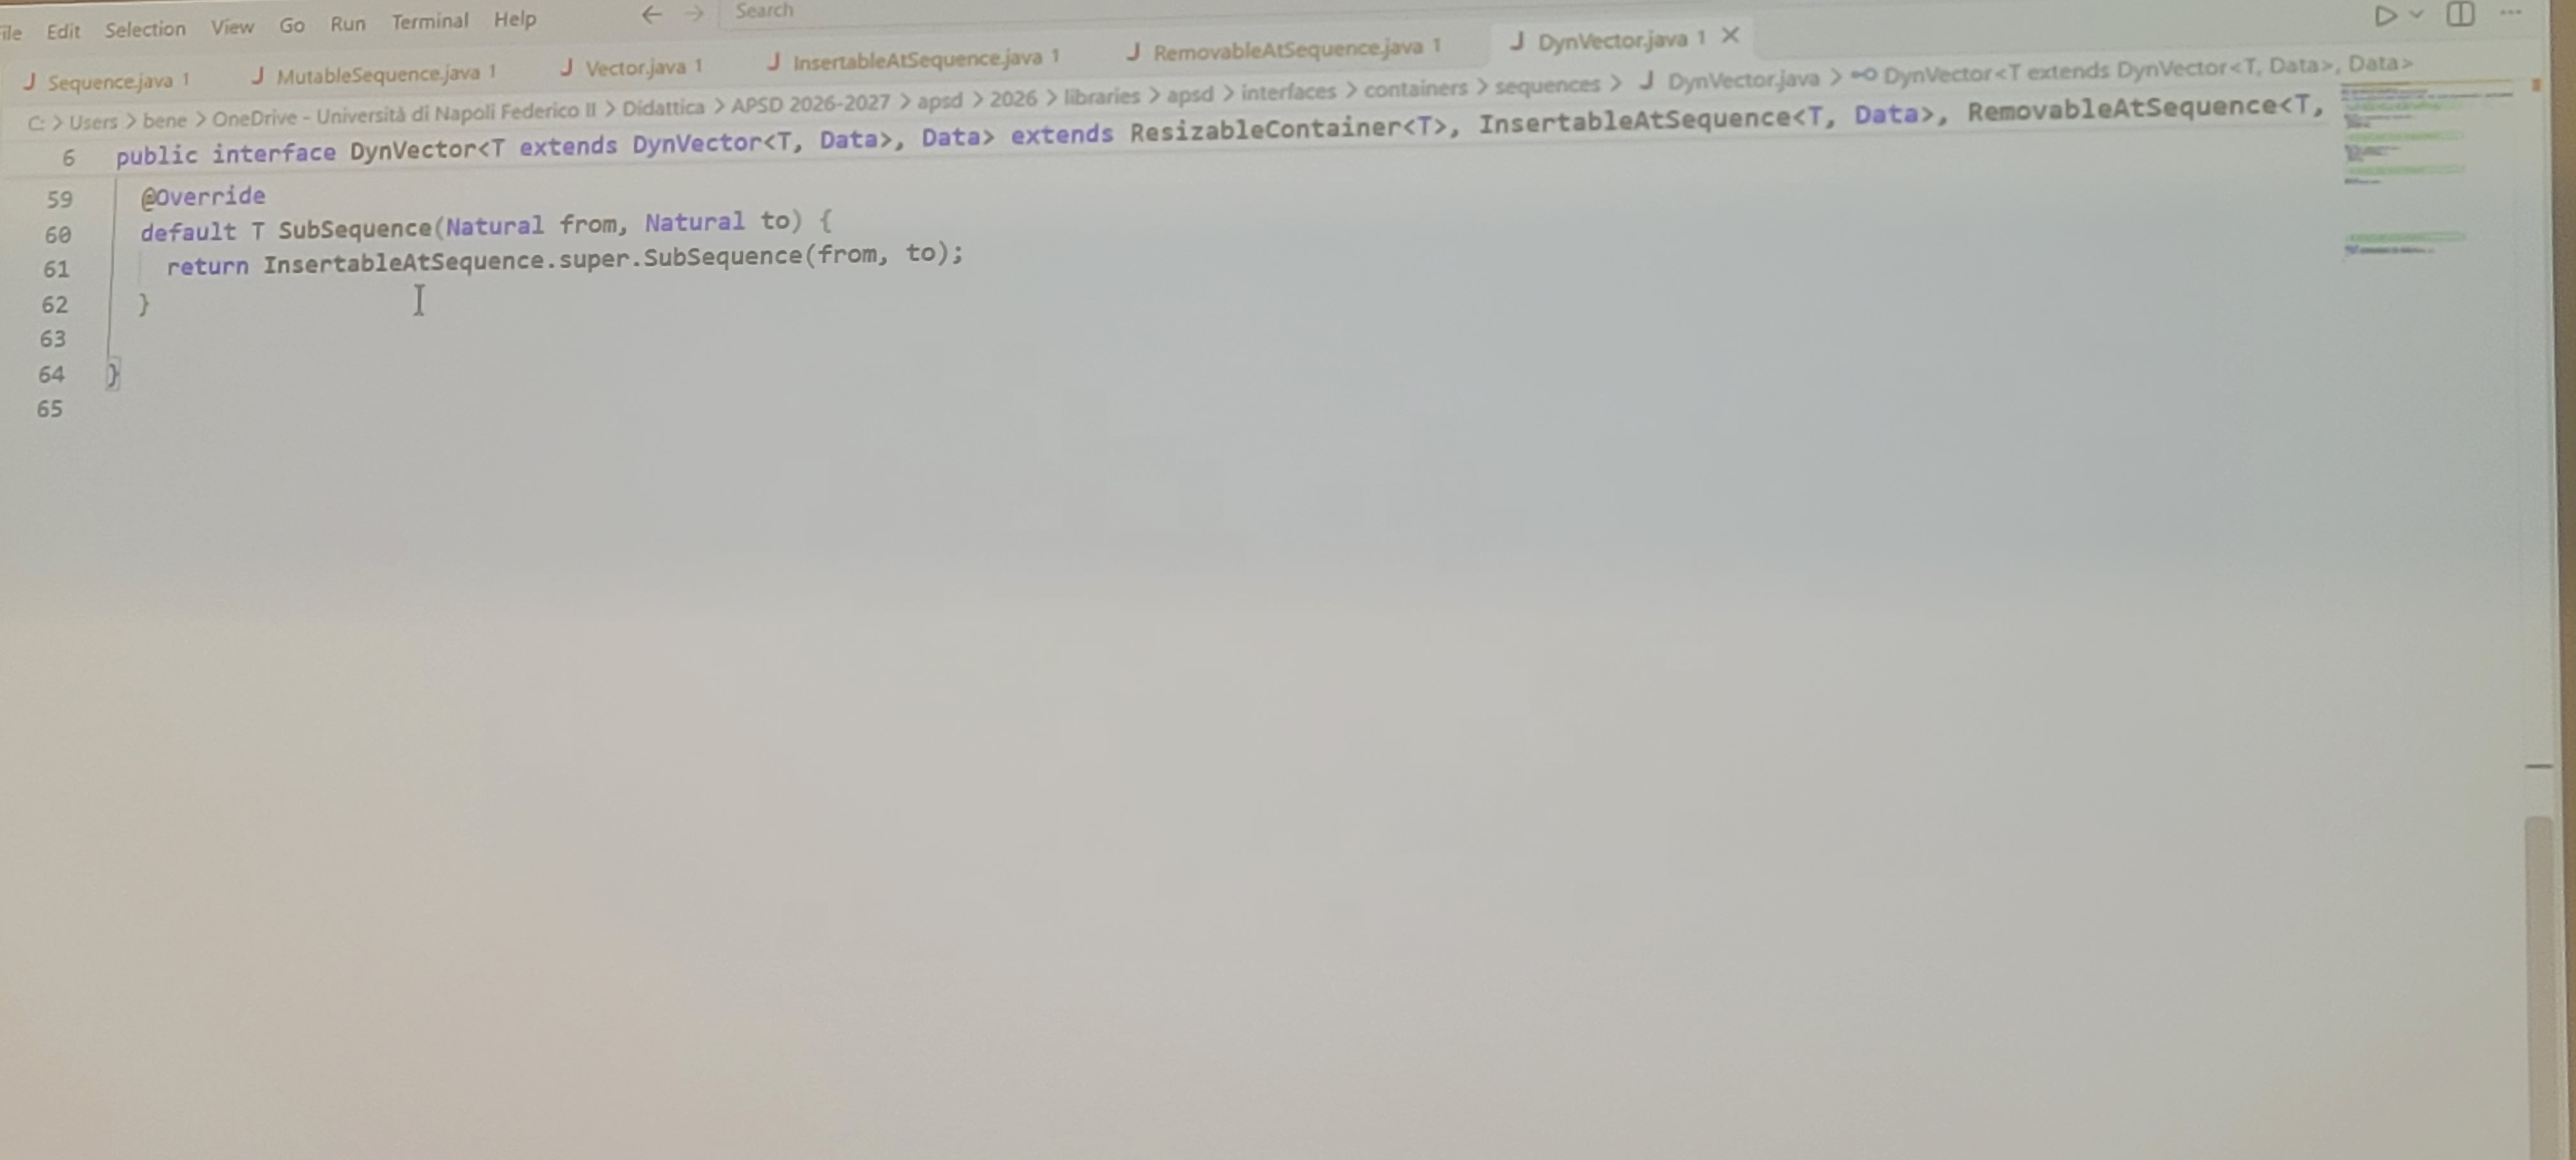 File Edit Selection View Go Run Terminal Help ← → Search
J Sequence.java 1 J MutableSequence.java 1 J Vector.java 1 J InsertableAtSequence.java 1 J RemovableAtSequence.java 1 J DynVector.java 1 ×
C: > Users > bene > OneDrive - Università di Napoli Federico II > Didattica > APSD 2026-2027 > apsd > 2026 > libraries > apsd > interfaces > containers > sequences > J DynVector.java > DynVector<T extends DynVector<T, Data>, Data>
6 public interface DynVector<T extends DynVector<T, Data>, Data> extends ResizableContainer<T>, InsertableAtSequence<T, Data>, RemovableAtSequence<T,
59 @Override
60 default T SubSequence(Natural from, Natural to) {
61 return InsertableAtSequence.super.SubSequence(from, to);
62 }
63
64 }
65